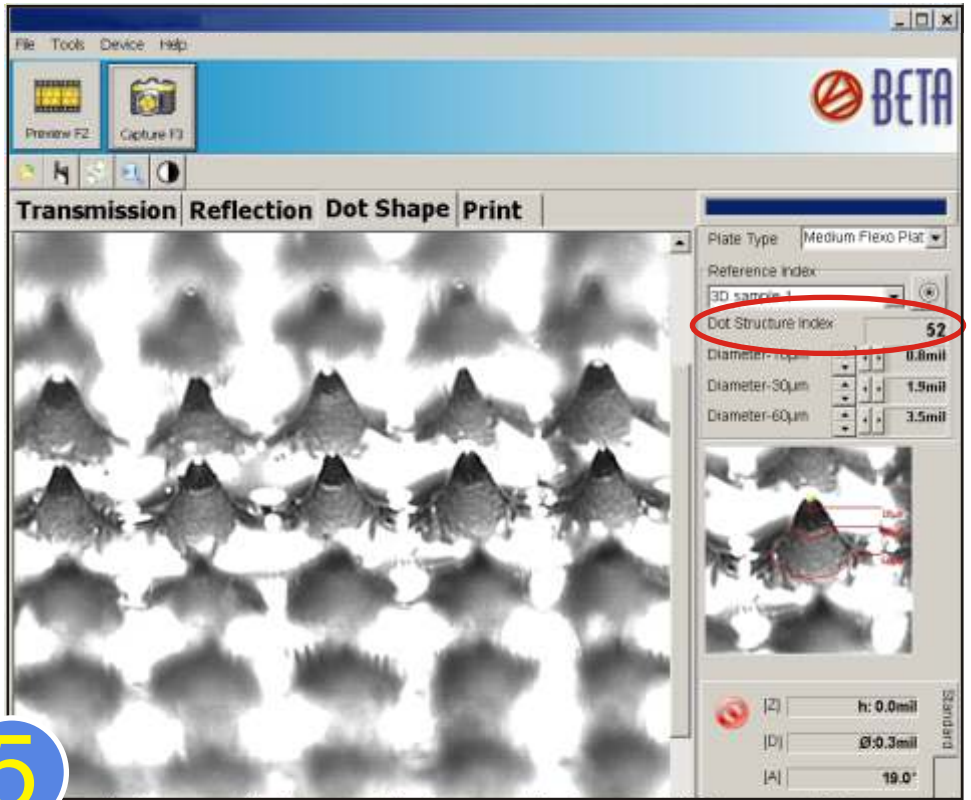 File Tools Device Help
Preview F2 Capture F3
BETA
Transmission Reflection Dot Shape Print
Plate Type Medium Flexo Plat
Reference Index
3D sample 1
Dot Structure Index 52
Diameter-10µm 0.8mil
Diameter-30µm 1.9mil
Diameter-60µm 3.5mil
|Z| h: 0.0mil
|D| Ø:0.3mil
|A| 19.0°
Standard
5